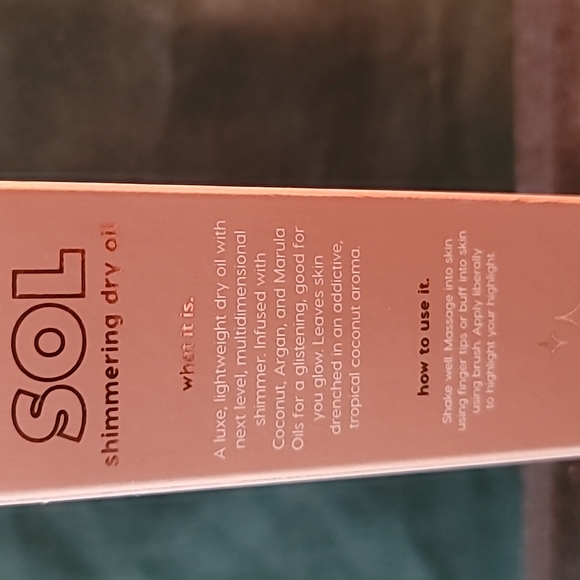 SOL
shimmering dry oil
what it is.
A luxe, lightweight dry oil with
next level, multidimensional
shimmer. Infused with
Coconut, Argan, and Marula
Oils for a glistening, good for
you glow. Leaves skin
drenched in an addictive,
tropical coconut aroma.
how to use it.
Shake well. Massage into skin
using finger tips or buff into skin
using brush. Apply liberally
to highlight your highlight.